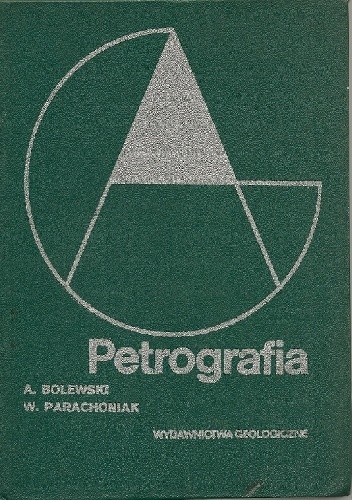 Petrografia
A. BOLEWSKI
W. PARACHONIAK
WYDAWNICTWA GEOLOGICZNE